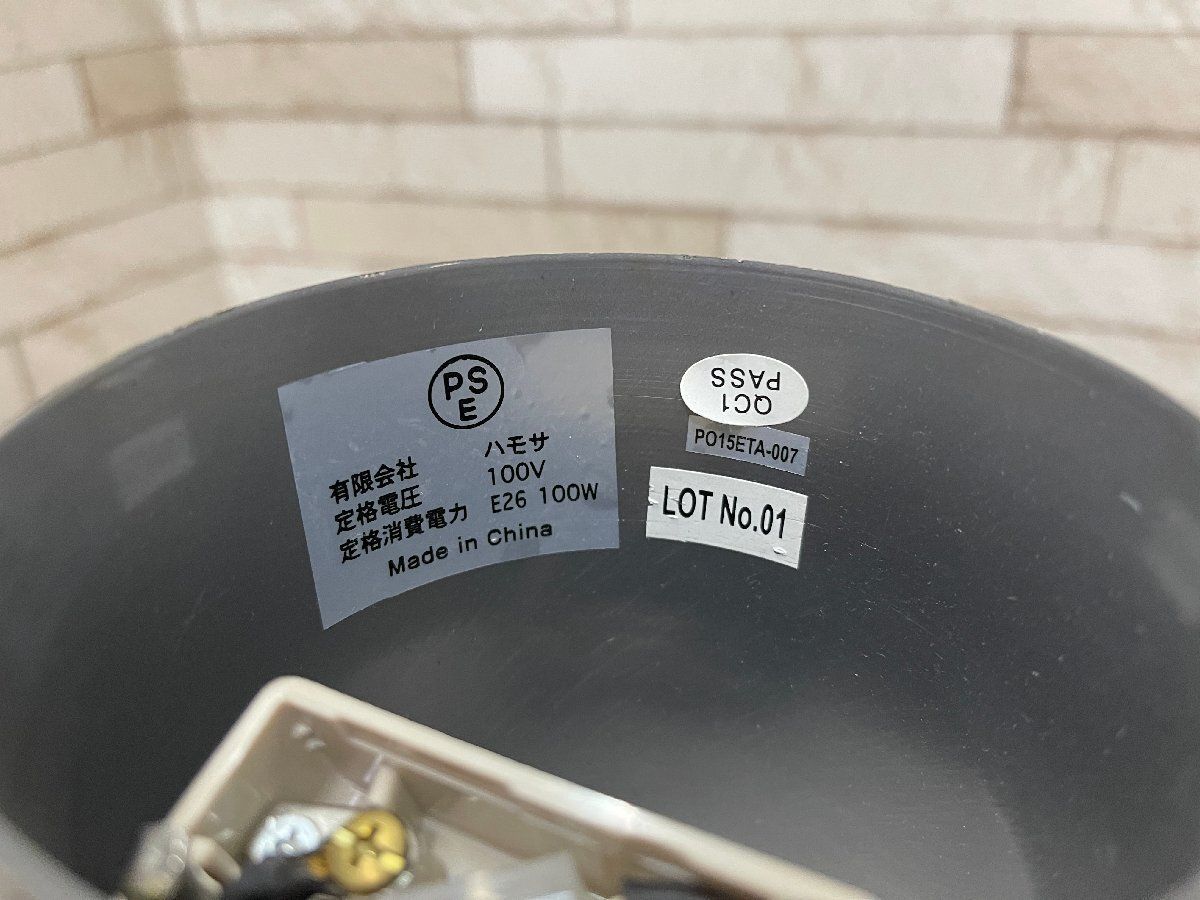 PS
E
有限会社 ハモサ
定格電圧 100V
定格消費電力 E26 100W
Made in China
QC1
PASS
PO15ETA-007
LOT No.01